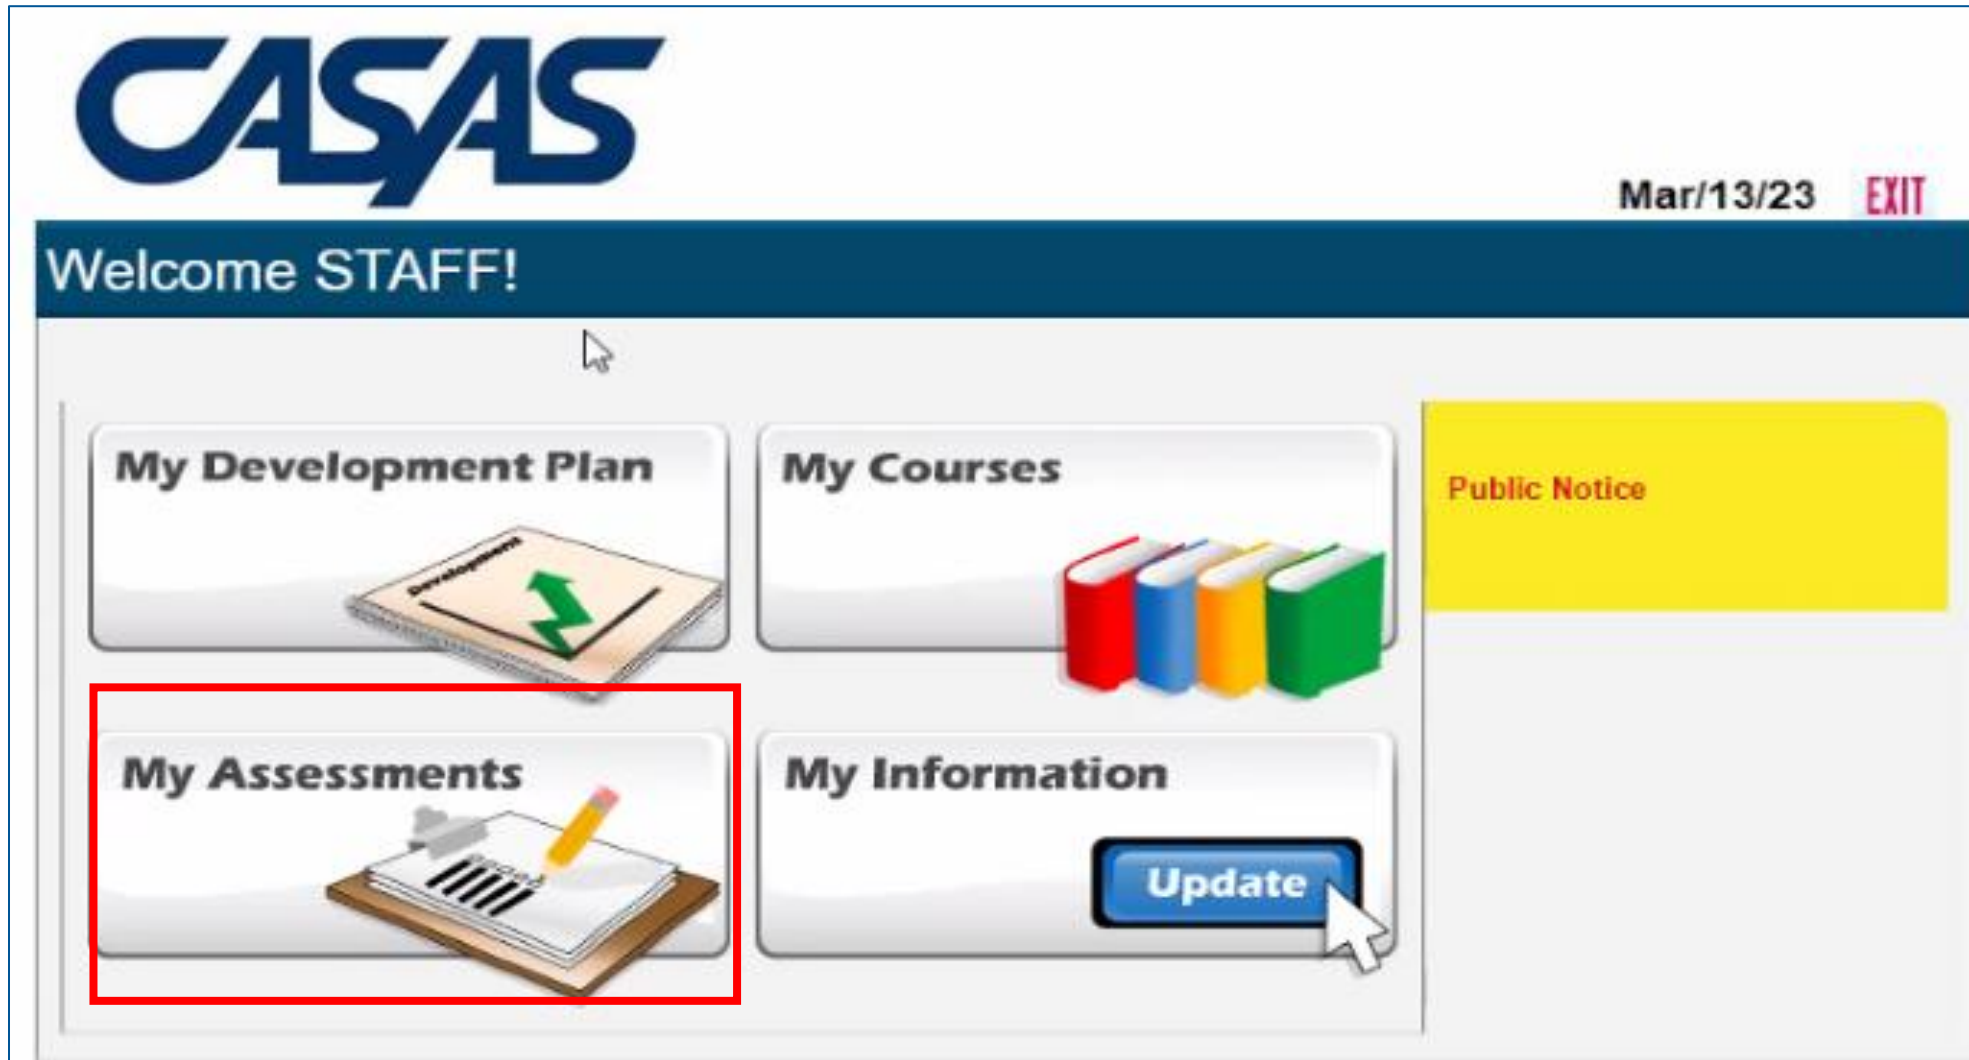 CASAS
Mar/13/23 EXIT
Welcome STAFF!
My Development Plan
Development
My Courses
Public Notice
My Assessments
My Information
Update